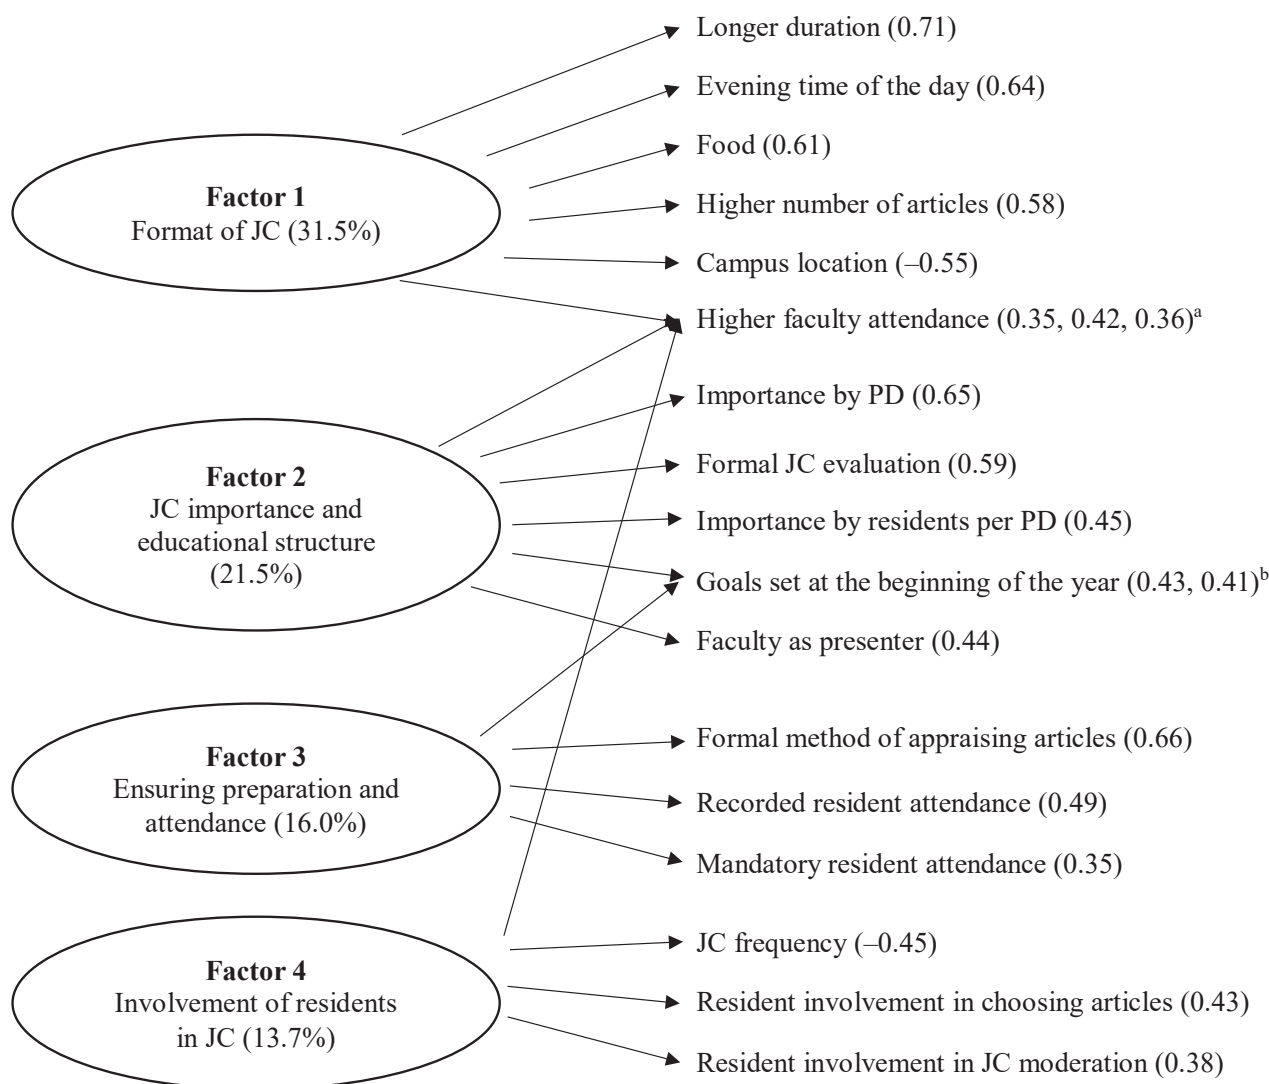 Longer duration (0.71)
Evening time of the day (0.64)
Food (0.61)
Higher number of articles (0.58)
Campus location (–0.55)
Higher faculty attendance (0.35, 0.42, 0.36)ᵃ
Factor 1
Format of JC (31.5%)
Importance by PD (0.65)
Formal JC evaluation (0.59)
Importance by residents per PD (0.45)
Goals set at the beginning of the year (0.43, 0.41)ᵇ
Faculty as presenter (0.44)
Factor 2
JC importance and
educational structure
(21.5%)
Formal method of appraising articles (0.66)
Recorded resident attendance (0.49)
Mandatory resident attendance (0.35)
Factor 3
Ensuring preparation and
attendance (16.0%)
JC frequency (–0.45)
Resident involvement in choosing articles (0.43)
Resident involvement in JC moderation (0.38)
Factor 4
Involvement of residents
in JC (13.7%)